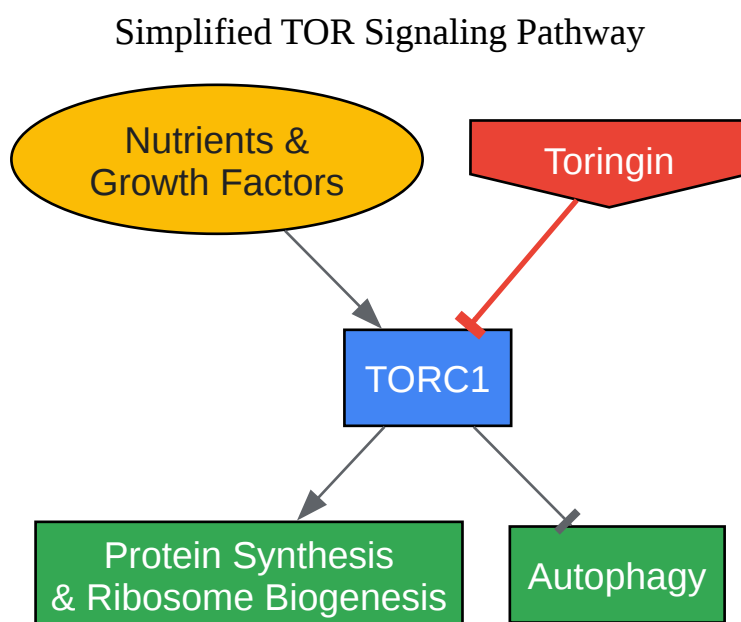 Simplified TOR Signaling Pathway
Nutrients &
Growth Factors
Toringin
TORC1
Protein Synthesis
& Ribosome Biogenesis
Autophagy